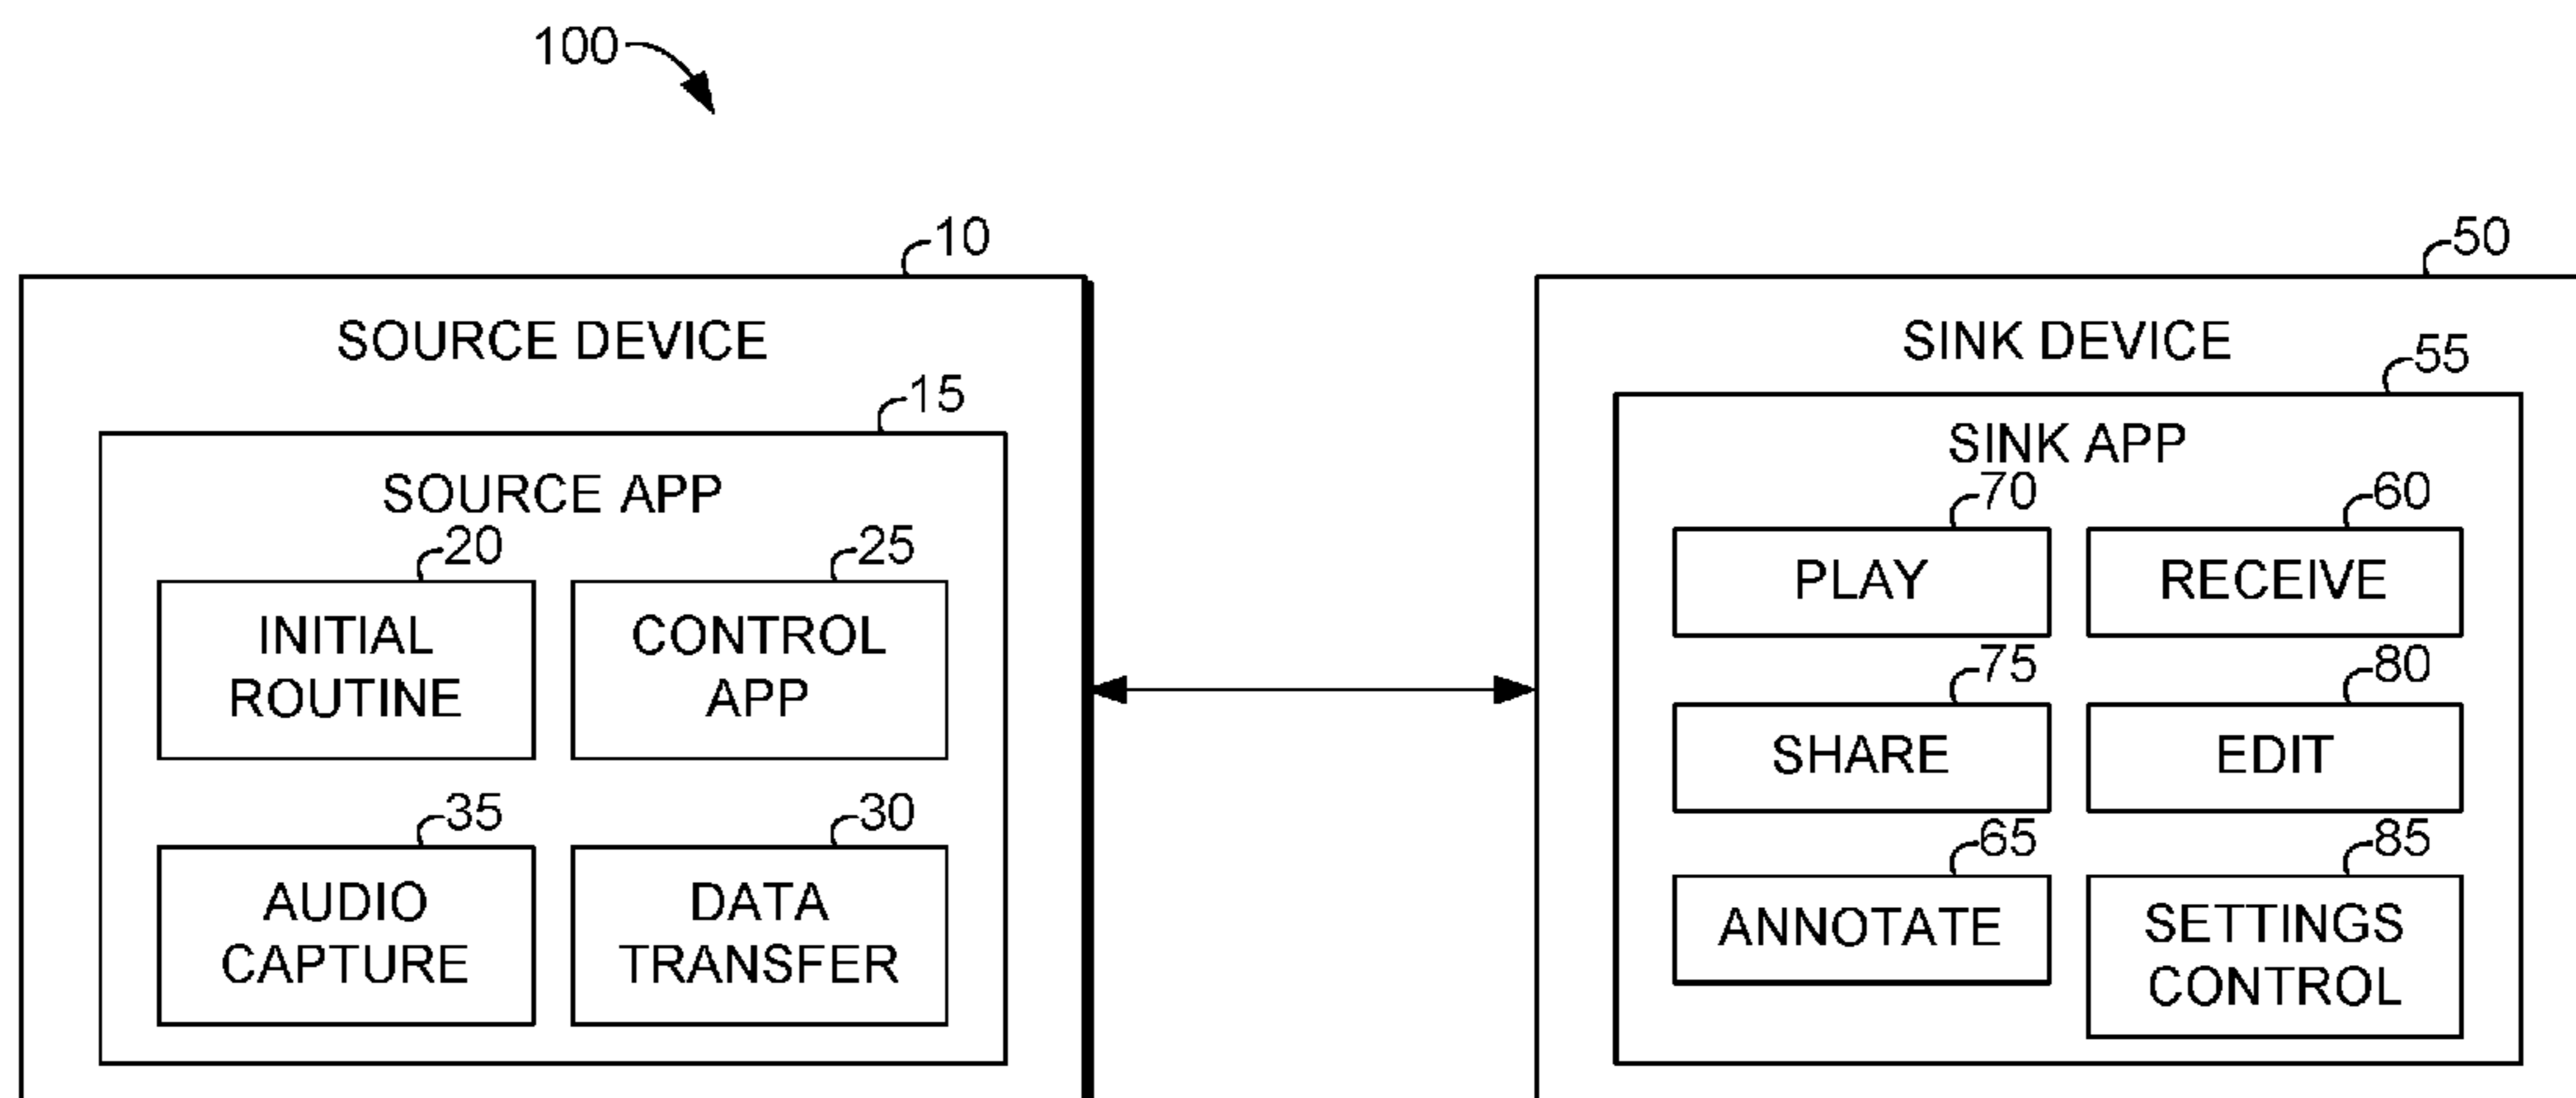 100
10
SOURCE DEVICE
15
SOURCE APP
20
INITIAL
ROUTINE
25
CONTROL
APP
35
AUDIO
CAPTURE
30
DATA
TRANSFER
50
SINK DEVICE
55
SINK APP
70
PLAY
60
RECEIVE
75
SHARE
80
EDIT
65
ANNOTATE
85
SETTINGS
CONTROL